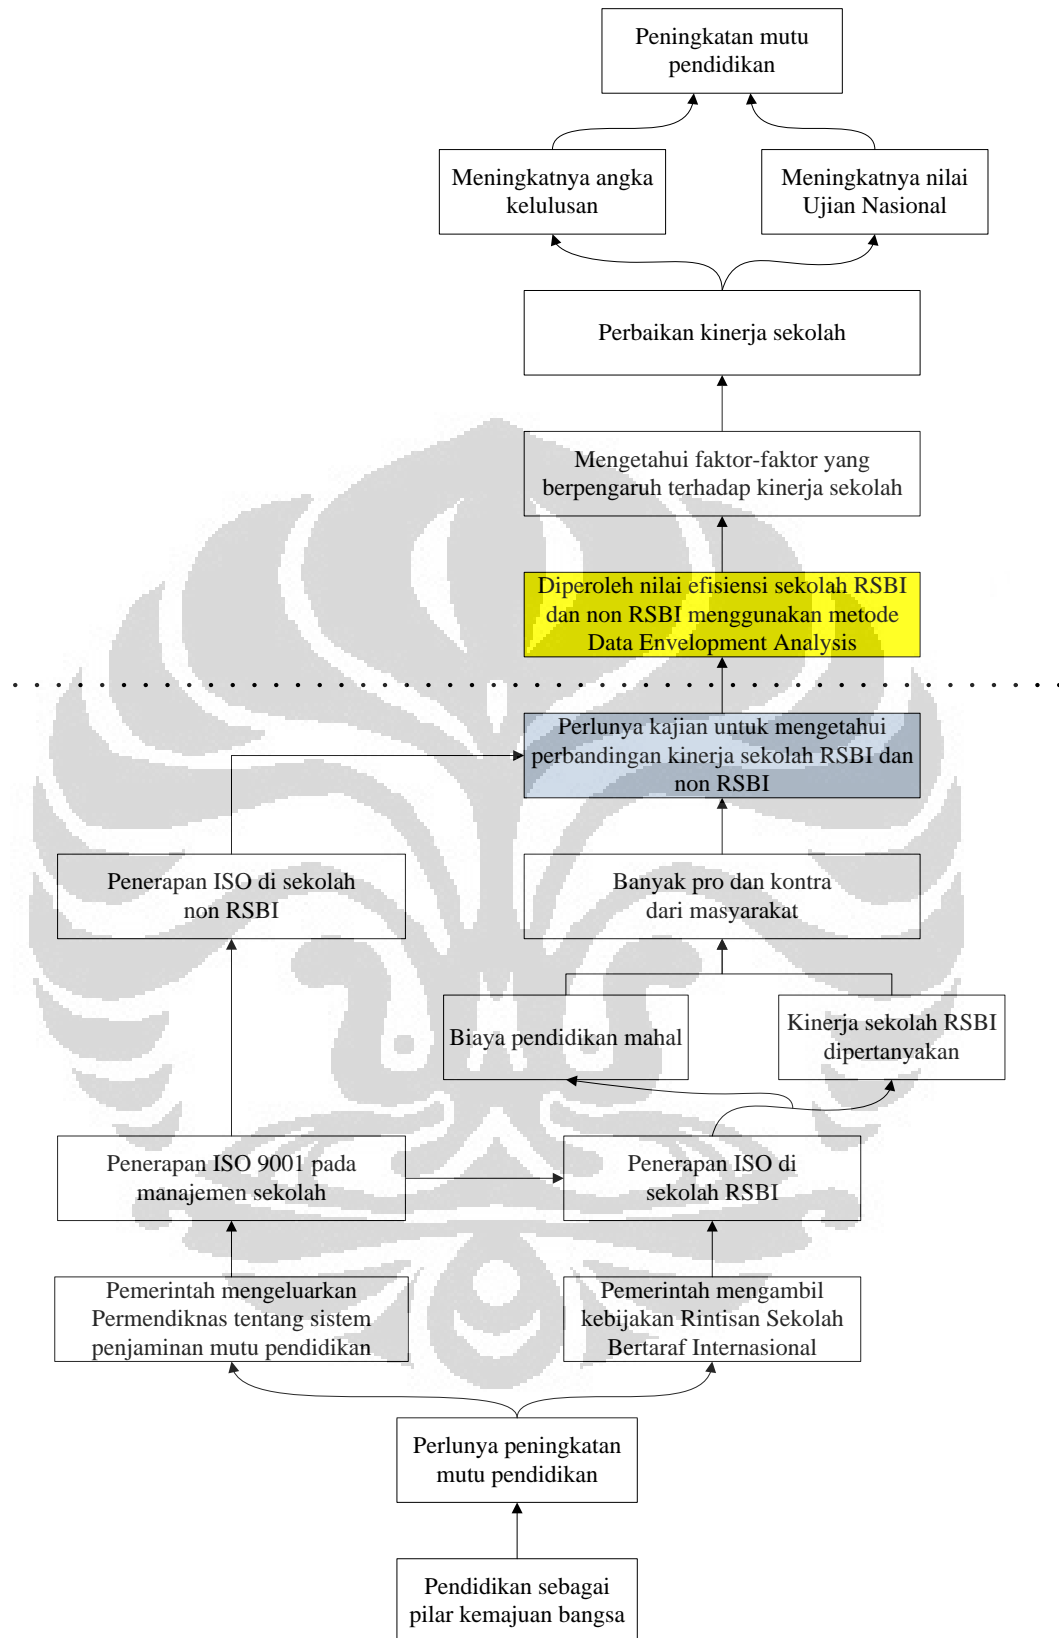 Peningkatan mutu
pendidikan
Meningkatnya angka
kelulusan
Meningkatnya nilai
Ujian Nasional
Perbaikan kinerja sekolah
Mengetahui faktor-faktor yang
berpengaruh terhadap kinerja sekolah
Diperoleh nilai efisiensi sekolah RSBI
dan non RSBI menggunakan metode
Data Envelopment Analysis
Perlunya kajian untuk mengetahui
perbandingan kinerja sekolah RSBI dan
non RSBI
Penerapan ISO di sekolah
non RSBI
Banyak pro dan kontra
dari masyarakat
Biaya pendidikan mahal
Kinerja sekolah RSBI
dipertanyakan
Penerapan ISO 9001 pada
manajemen sekolah
Penerapan ISO di
sekolah RSBI
Pemerintah mengeluarkan
Permendiknas tentang sistem
penjaminan mutu pendidikan
Pemerintah mengambil
kebijakan Rintisan Sekolah
Bertaraf Internasional
Perlunya peningkatan
mutu pendidikan
Pendidikan sebagai
pilar kemajuan bangsa